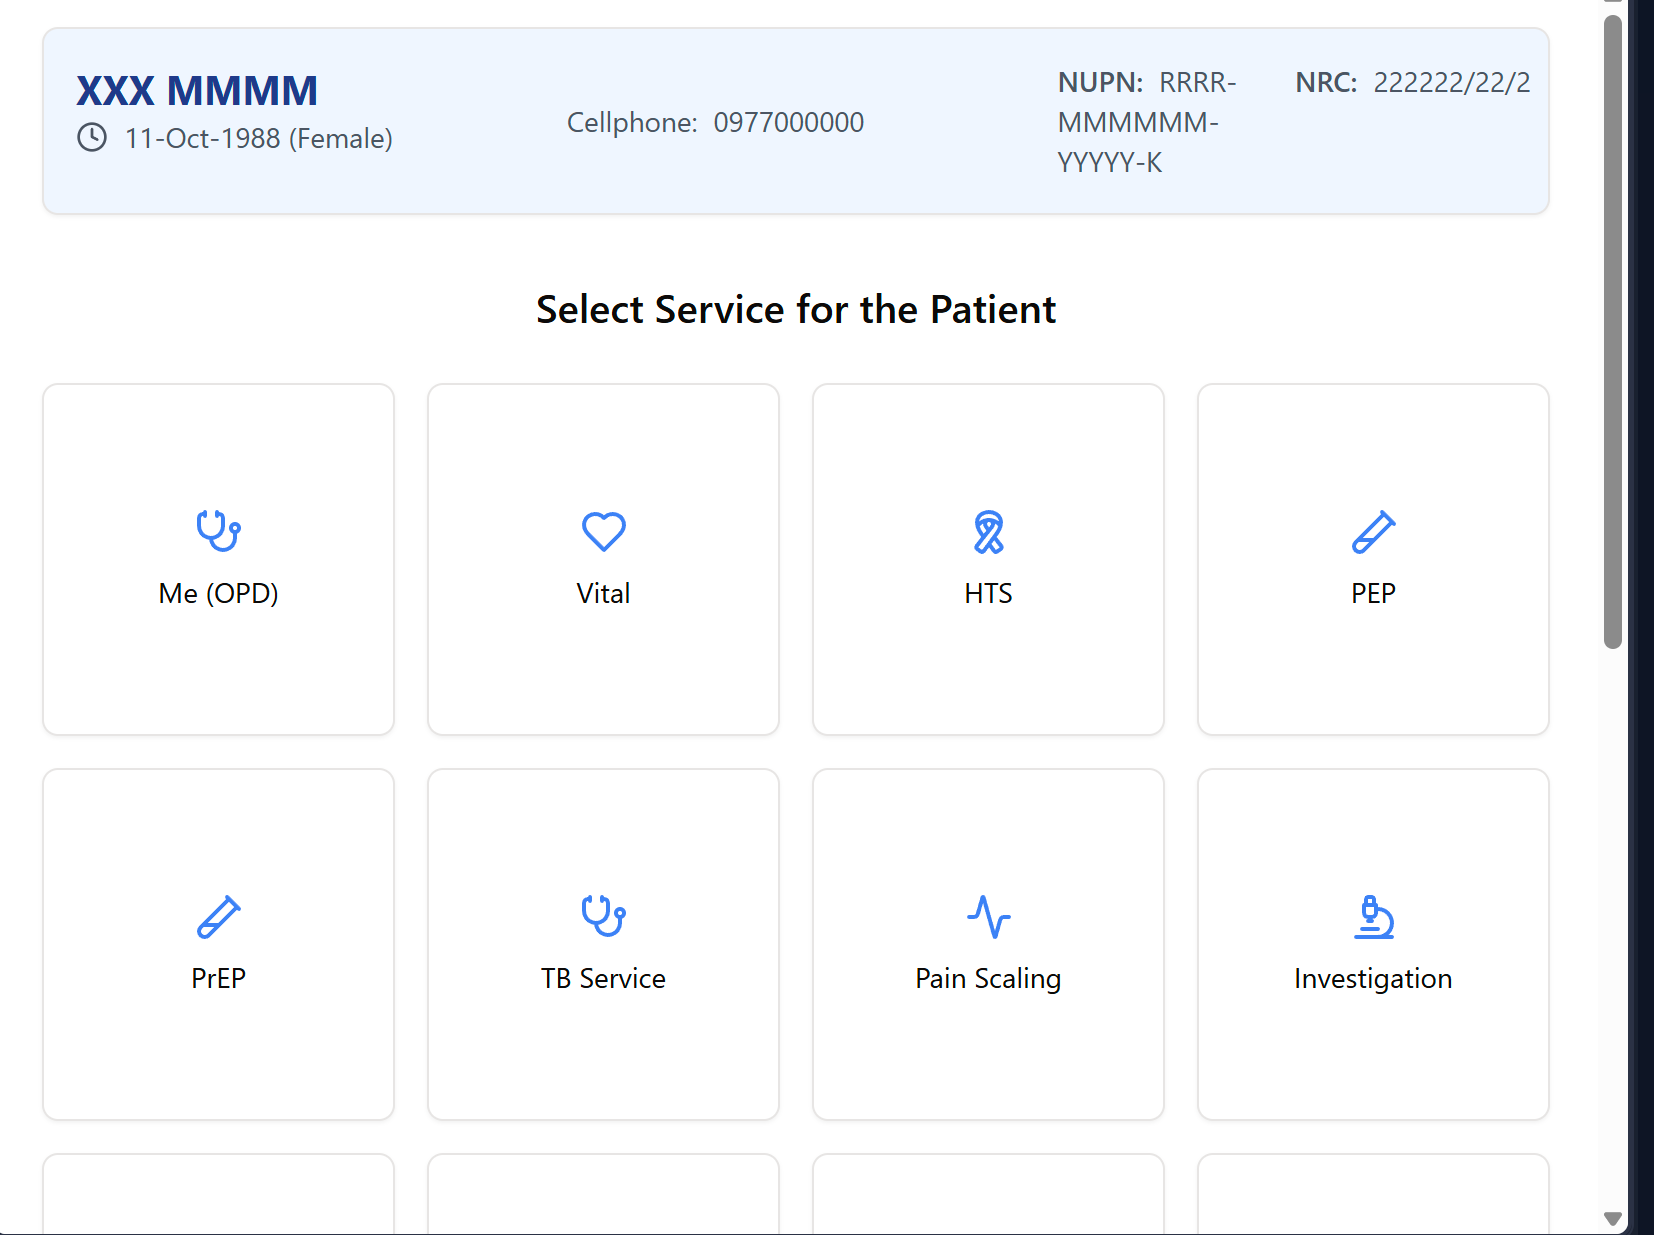 XXX MMMM
11-Oct-1988 (Female)
Cellphone: 0977000000
NUPN: RRRR-
MMMMMM-
YYYYY-K
NRC: 222222/22/2
Select Service for the Patient
Me (OPD)
Vital
HTS
PEP
PrEP
TB Service
Pain Scaling
Investigation